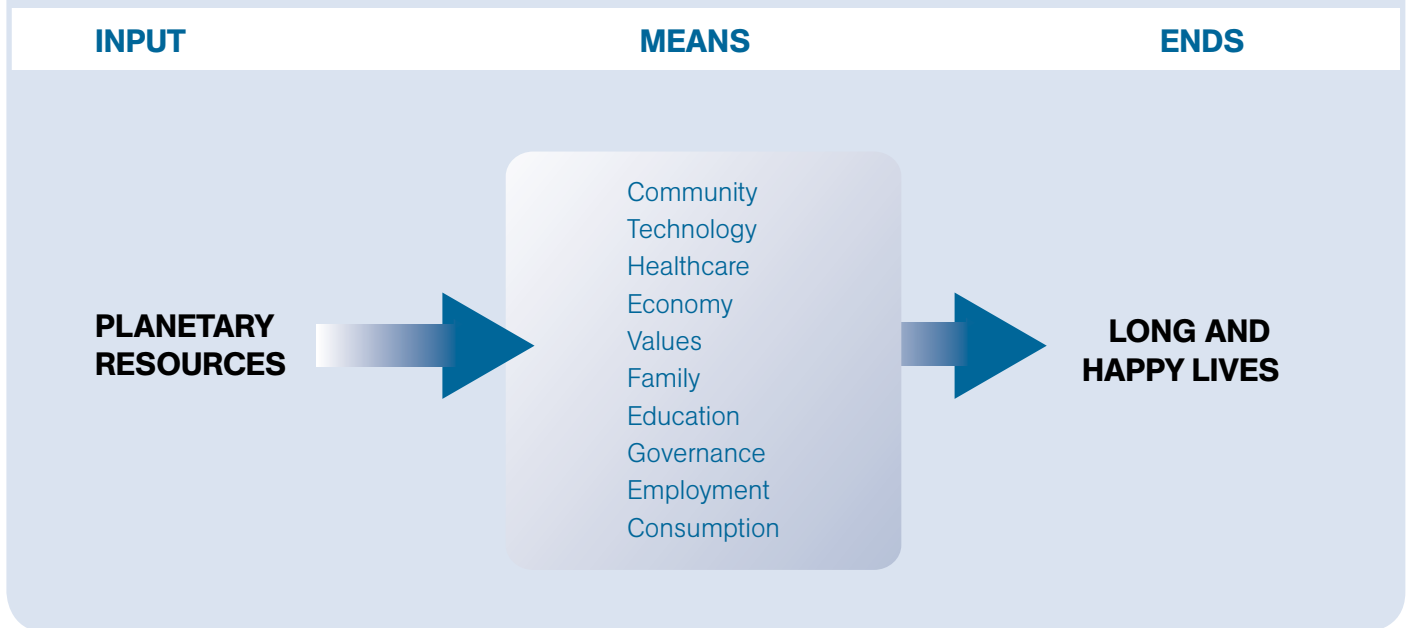 INPUT
MEANS
ENDS
PLANETARY
RESOURCES
Community
Technology
Healthcare
Economy
Values
Family
Education
Governance
Employment
Consumption
LONG AND
HAPPY LIVES